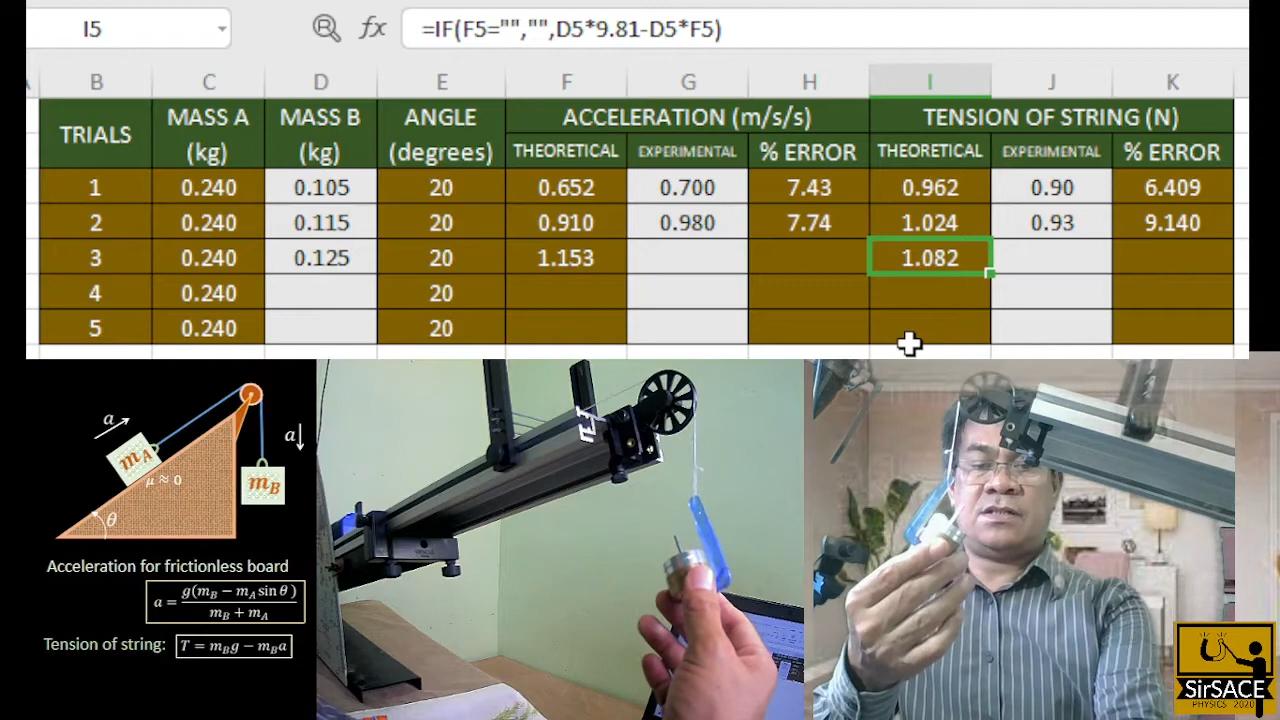 I5 fx =IF(F5="","",D5*9.81-D5*F5)
B C D E F G H I J K
TRIALS MASS A (kg) MASS B (kg) ANGLE (degrees) ACCELERATION (m/s/s) TENSION OF STRING (N)
THEORETICAL EXPERIMENTAL % ERROR THEORETICAL EXPERIMENTAL % ERROR
1 0.240 0.105 20 0.652 0.700 7.43 0.962 0.90 6.409
2 0.240 0.115 20 0.910 0.980 7.74 1.024 0.93 9.140
3 0.240 0.125 20 1.153 1.082
4 0.240 20
5 0.240 20
a
a↓
mA
mB
μ ≈ 0
θ
Acceleration for frictionless board
a = g(mB − mA sin θ) / mB + mA
Tension of string: T = mBg − mBa
SirSACE
PHYSICS 2020